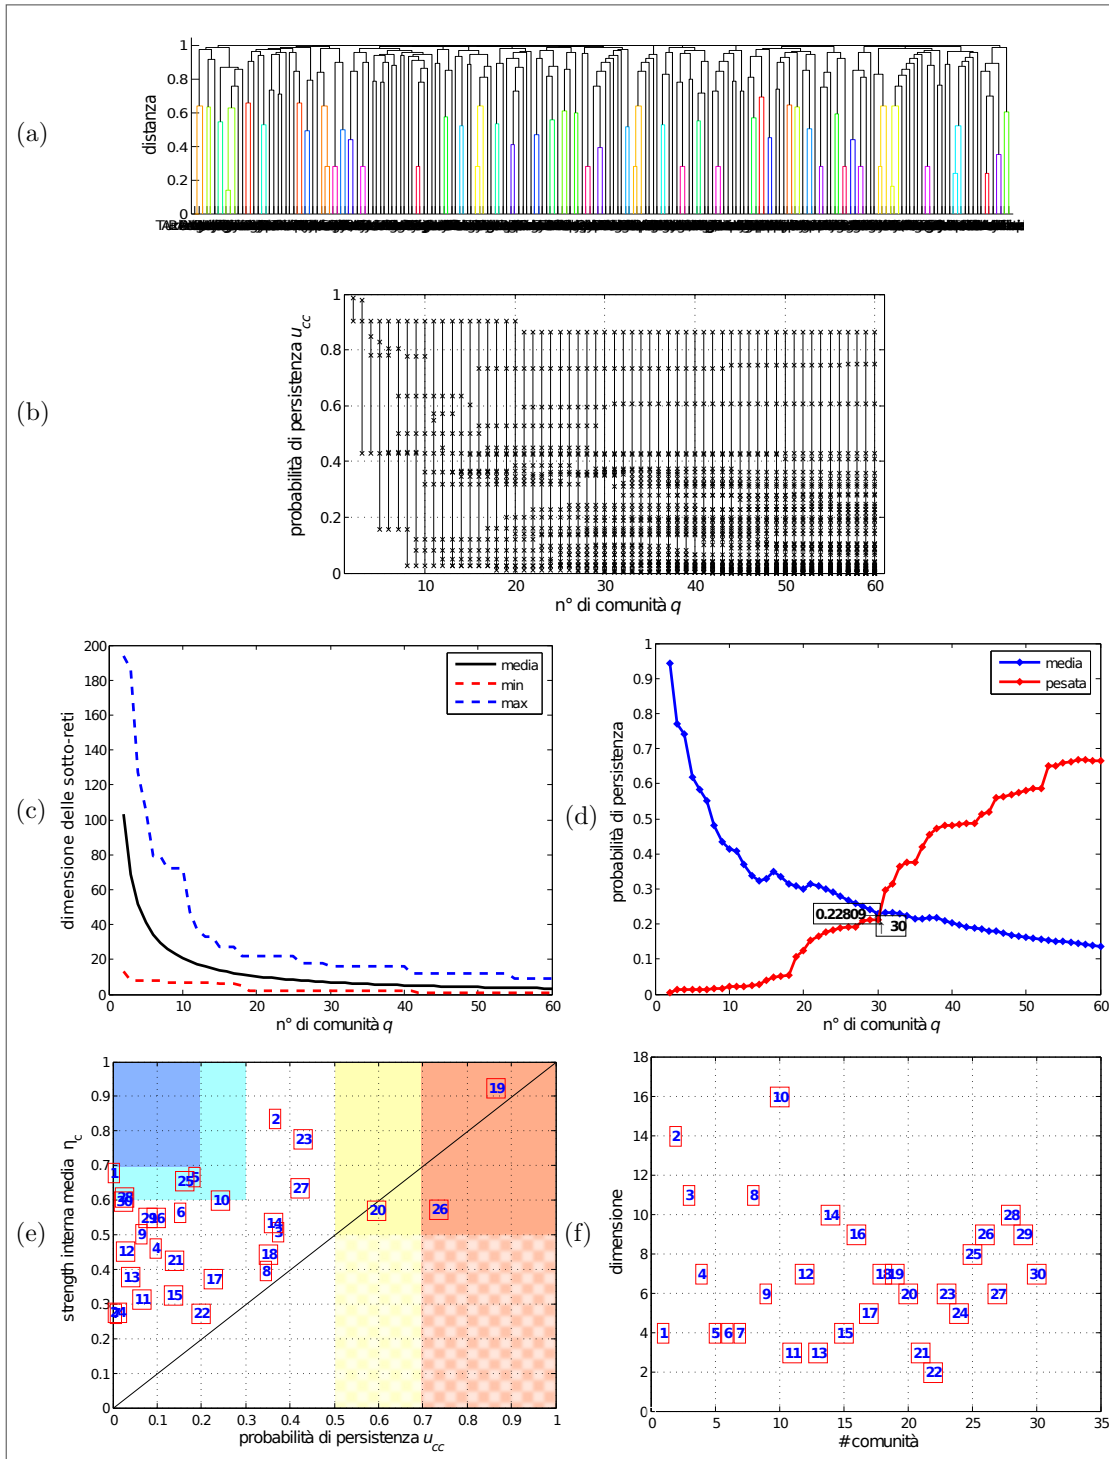 (a)
distanza
1
0.8
0.6
0.4
0.2
0
(b)
probabilità di persistenza u_cc
1
0.8
0.6
0.4
0.2
0
10 20 30 40 50 60
n° di comunità q
(c)
dimensione delle sotto-reti
200
180
160
140
120
100
80
60
40
20
0
media
min
max
0 10 20 30 40 50 60
n° di comunità q
(d)
probabilità di persistenza
1
0.9
0.8
0.7
0.6
0.5
0.4
0.3
0.2
0.1
0
media
pesata
0.22809
30
0 10 20 30 40 50 60
n° di comunità q
(e)
strength interna media η_c
1
0.9
0.8
0.7
0.6
0.5
0.4
0.3
0.2
0.1
0
19
2
23
1
25 5
27
10
20
26
6
29 16
14
3
9
12 4
18
21
8
13
17
15
11
24
22
0 0.1 0.2 0.3 0.4 0.5 0.6 0.7 0.8 0.9 1
probabilità di persistenza u_cc
(f)
dimensione
18
16
14
12
10
8
6
4
2
0
10
2
3 8
14 28
16 26 29
25
4 12 18 19 30
9 20 23 27
17 24
1 5 6 7 15
11 13 21
22
0 5 10 15 20 25 30 35
# comunità